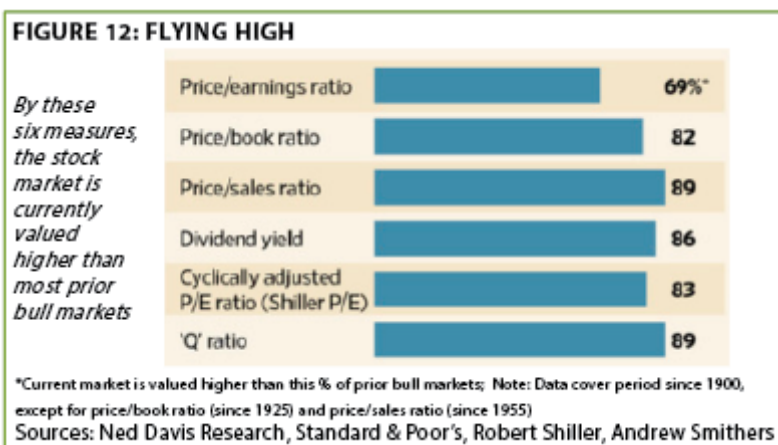 FIGURE 12: FLYING HIGH
By these
six measures,
the stock
market is
currently
valued
higher than
most prior
bull markets
Price/earnings ratio 69%*
Price/book ratio 82
Price/sales ratio 89
Dividend yield 86
Cyclically adjusted
P/E ratio (Shiller P/E) 83
'Q' ratio 89
*Current market is valued higher than this % of prior bull markets; Note: Data cover period since 1900,
except for price/book ratio (since 1925) and price/sales ratio (since 1955)
Sources: Ned Davis Research, Standard & Poor's, Robert Shiller, Andrew Smithers